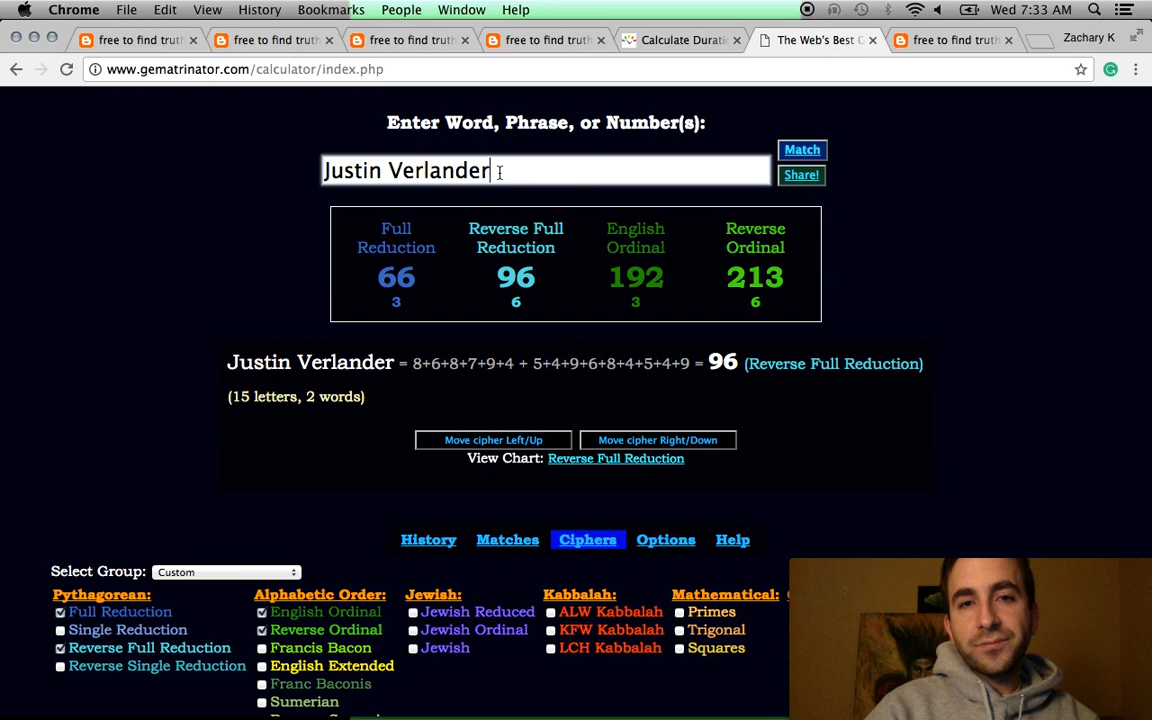 Chrome File Edit View History Bookmarks People Window Help Wed 7:33 AM
free to find truth × free to find truth × free to find truth × free to find truth × Calculate Durati × The Web's Best G × free to find truth × Zachary K
www.gematrinator.com/calculator/index.php
Enter Word, Phrase, or Number(s):
Match
Justin Verlander
Share!
Full Reduction Reverse Full Reduction English Ordinal Reverse Ordinal
66 96 192 213
3 6 3 6
Justin Verlander = 8+6+8+7+9+4 + 5+4+9+6+8+4+5+4+9 = 96 (Reverse Full Reduction)
(15 letters, 2 words)
Move cipher Left/Up Move cipher Right/Down
View Chart: Reverse Full Reduction
History Matches Ciphers Options Help
Select Group: Custom
Pythagorean: Alphabetic Order: Jewish: Kabbalah: Mathematical:
Full Reduction English Ordinal Jewish Reduced ALW Kabbalah Primes
Single Reduction Reverse Ordinal Jewish Ordinal KFW Kabbalah Trigonal
Reverse Full Reduction Francis Bacon Jewish LCH Kabbalah Squares
Reverse Single Reduction English Extended
Franc Baconis
Sumerian